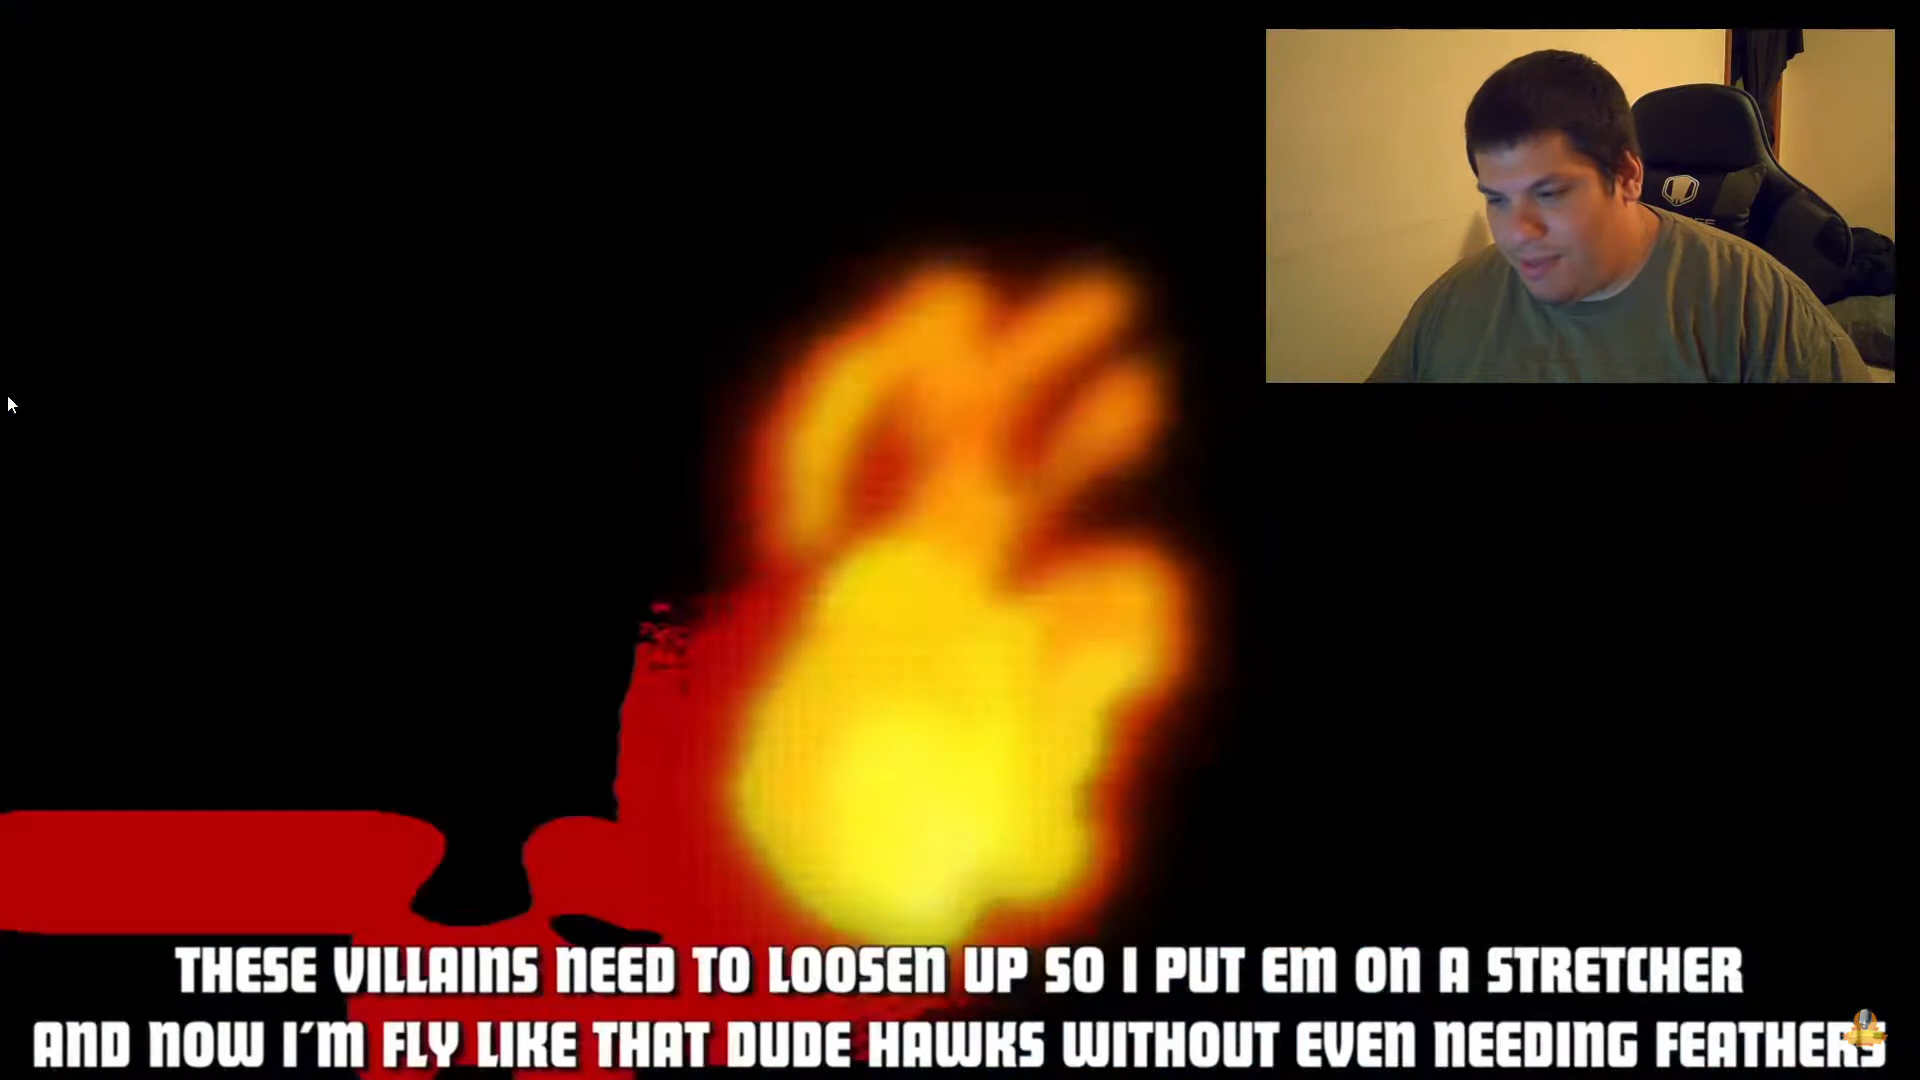 THESE VILLAINS NEED TO LOOSEN UP SO I PUT EM ON A STRETCHER
AND NOW I'M FLY LIKE THAT DUDE HAWKS WITHOUT EVEN NEEDING FEATHERS